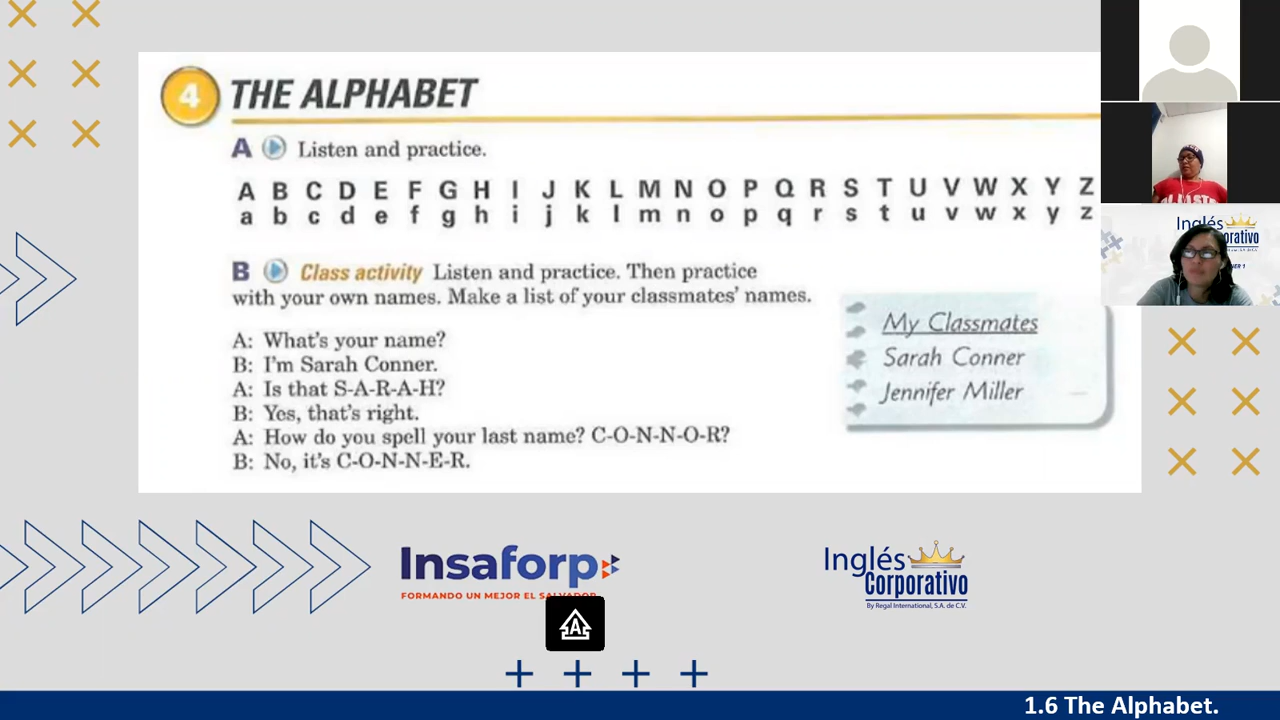 4 THE ALPHABET
A Listen and practice.
A B C D E F G H I J K L M N O P Q R S T U V W X Y Z
a b c d e f g h i j k l m n o p q r s t u v w x y z
B Class activity Listen and practice. Then practice
with your own names. Make a list of your classmates' names.
A: What's your name?
B: I'm Sarah Conner.
A: Is that S-A-R-A-H?
B: Yes, that's right.
A: How do you spell your last name? C-O-N-N-O-R?
B: No, it's C-O-N-N-E-R.
My Classmates
Sarah Conner
Jennifer Miller
Inglés
Insaforp
FORMANDO UN MEJOR EL SALVADOR
A
Inglés
Corporativo
By Regal International, S.A. de C.V.
1.6 The Alphabet.